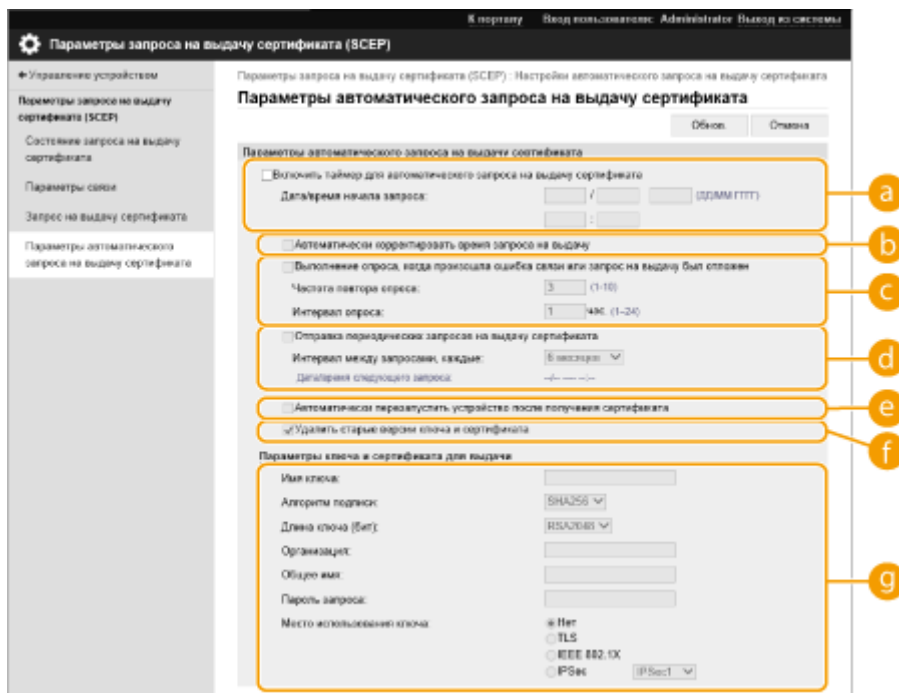 К порталу Вход пользователя: Administrator Выход из системы
Параметры запроса на выдачу сертификата (SCEP)
Управление устройством
Параметры запроса на выдачу сертификата (SCEP)
Состояние запроса на выдачу сертификата
Параметры связи
Запрос на выдачу сертификата
Параметры автоматического запроса на выдачу сертификата
Параметры запроса на выдачу сертификата (SCEP) : Настройки автоматического запроса на выдачу сертификата
Параметры автоматического запроса на выдачу сертификата
Обнов. Отмена
Параметры автоматического запроса на выдачи сертификата
Включить таймер для автоматического запроса на выдачу сертификата
Дата/время начала запроса: / (ДД/ММ ГГГГ)
:
a
Автоматически корректировать время запроса на выдачу
b
Выполнение опроса, когда произошла ошибка связи или запрос на выдачу был отложен
Частота повтора опроса: 3 (1-10)
Интервал опроса: 1 час. (1–24)
c
Отправка периодических запросов на выдачу сертификата
Интервал между запросами, каждые: 6 месяцев
Дата/время следующего запроса: --/-- ---- --:--
d
Автоматически перезапустить устройство после получения сертификата
e
Удалить старые версии ключа и сертификата
f
Параметры ключа и сертификата для выдачи
Имя ключа:
Алгоритм подписи: SHA256
Длина ключа (бит): RSA2048
Организация:
Общее имя:
Пароль запроса:
Место использования ключа: Нет
TLS
IEEE 802.1X
IPSec IPSec1
g